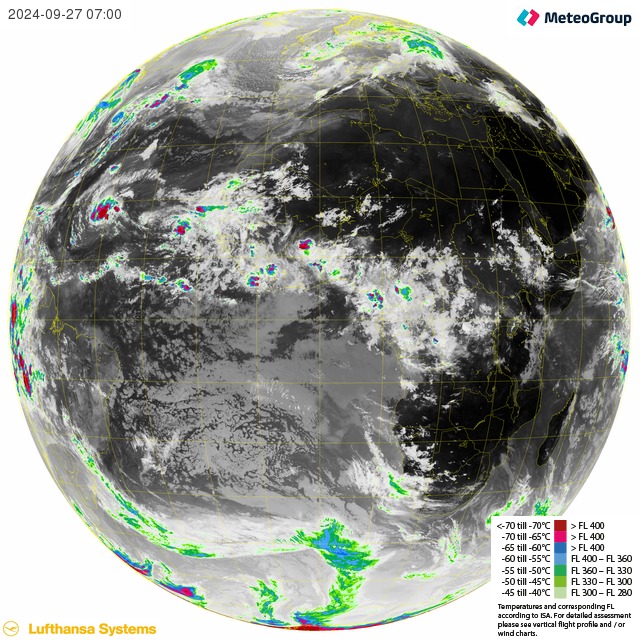 2024-09-27 07:00
MeteoGroup
<-70 till -70°C > FL 400
-70 till -65°C > FL 400
-65 till -60°C > FL 400
-60 till -55°C FL 400 – FL 360
-55 till -50°C FL 360 – FL 330
-50 till -45°C FL 330 – FL 300
-45 till -40°C FL 300 – FL 280
Temperatures and corresponding FL
according to ISA. For detailed assessment
please see vertical flight profile and / or
wind charts.
Lufthansa Systems